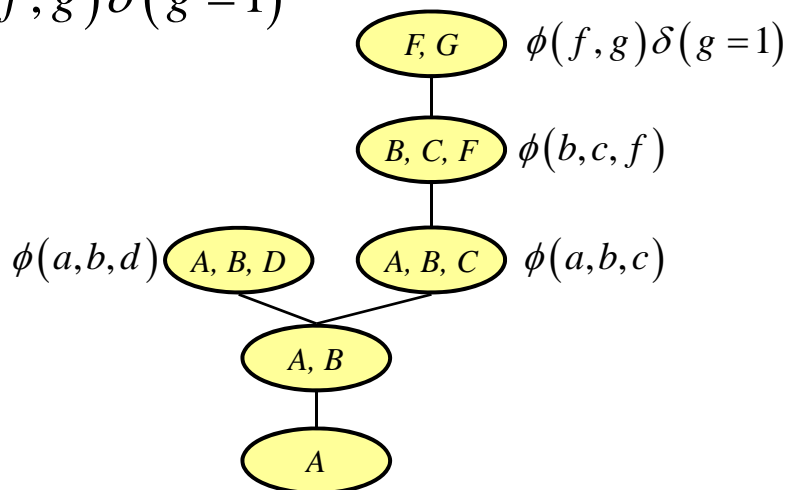 f, g)δ(g = 1)
F, G ϕ(f, g)δ(g = 1)
B, C, F ϕ(b, c, f)
ϕ(a,b,d) A, B, D A, B, C ϕ(a,b,c)
A, B
A